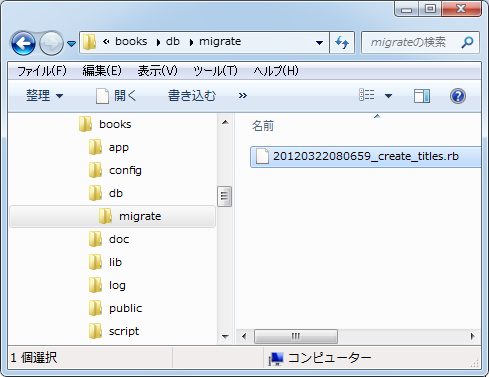 « books db migrate migrateの検索
ファイル(F) 編集(E) 表示(V) ツール(T) ヘルプ(H)
整理 開く 書き込む »
books
app
config
db
migrate
doc
lib
log
public
script
名前
20120322080659_create_titles.rb
1 個選択 コンピューター